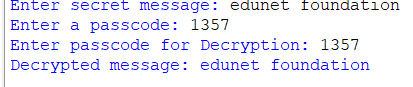 Enter secret message: edunet foundation
Enter a passcode: 1357
Enter passcode for Decryption: 1357
Decrypted message: edunet foundation